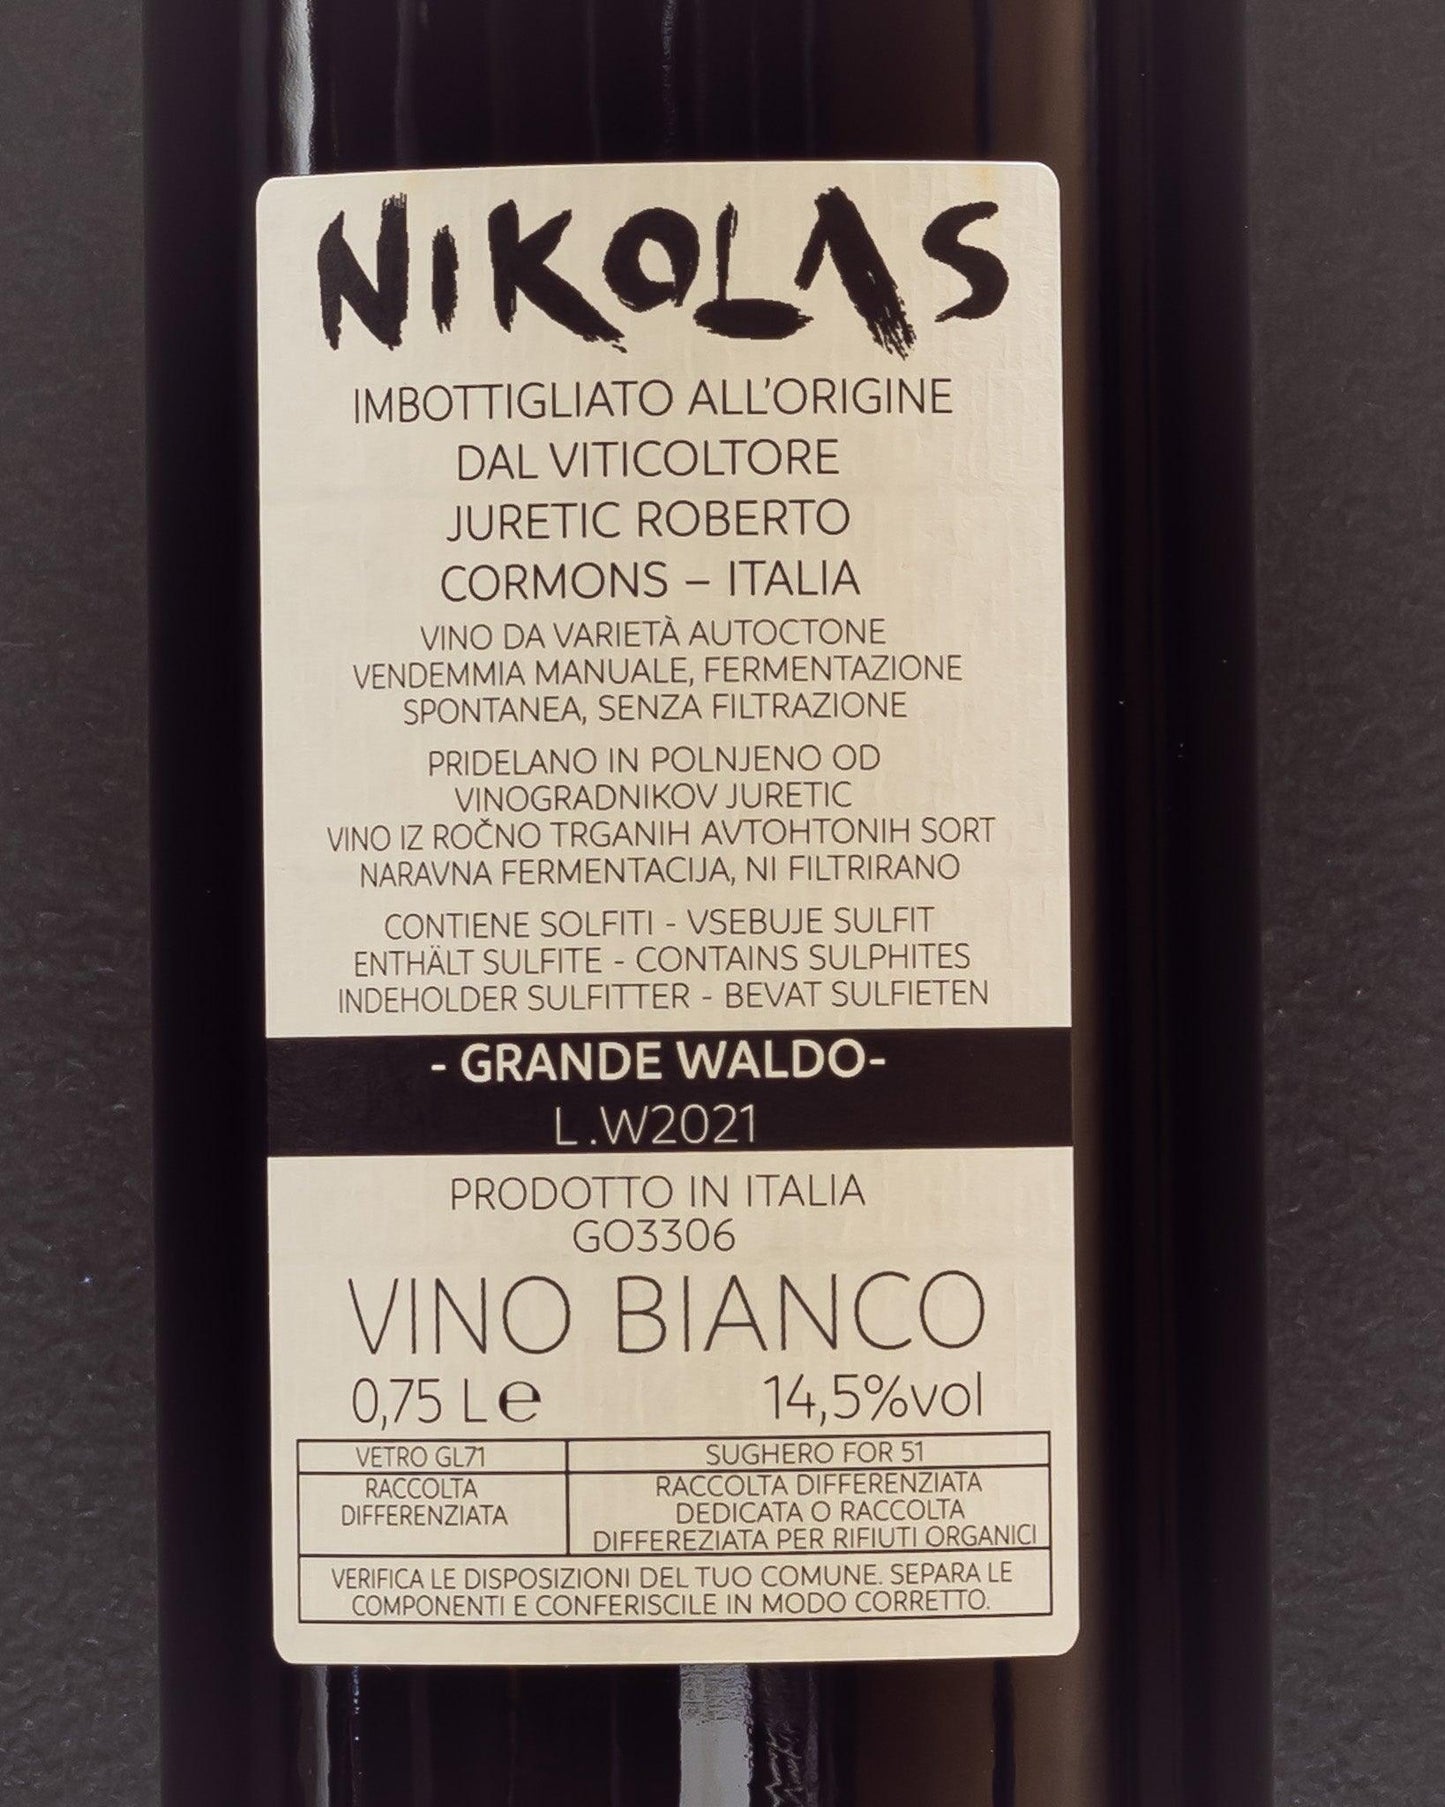 NIKOLAS
IMBOTTIGLIATO ALL'ORIGINE
DAL VITICOLTORE
JURETIC ROBERTO
CORMONS – ITALIA
VINO DA VARIETÀ AUTOCTONE
VENDEMMIA MANUALE, FERMENTAZIONE
SPONTANEA, SENZA FILTRAZIONE
PRIDELANO IN POLNJENO OD
VINOGRADNIKOV JURETIC
VINO IZ ROČNO TRGANIH AVTOHTONIH SORT
NARAVNA FERMENTACIJA, NI FILTRIRANO
CONTIENE SOLFITI - VSEBUJE SULFIT
ENTHÄLT SULFITE - CONTAINS SULPHITES
INDEHOLDER SULFITTER - BEVAT SULFIETEN
- GRANDE WALDO-
L .W2021
PRODOTTO IN ITALIA
GO3306
VINO BIANCO
0,75 L e 14,5%vol
VETRO GL71
RACCOLTA
DIFFERENZIATA
SUGHERO FOR 51
RACCOLTA DIFFERENZIATA
DEDICATA O RACCOLTA
DIFFEREZIATA PER RIFIUTI ORGANICI
VERIFICA LE DISPOSIZIONI DEL TUO COMUNE. SEPARA LE
COMPONENTI E CONFERISCILE IN MODO CORRETTO.